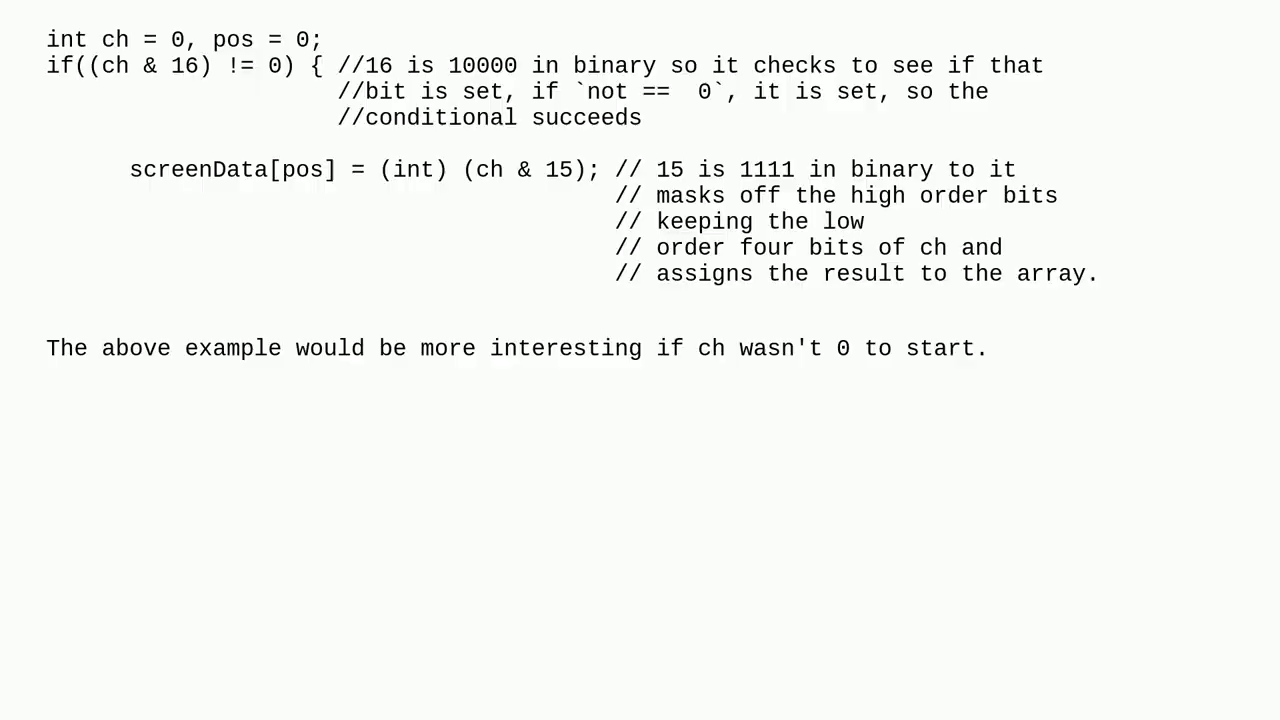 int ch = 0, pos = 0;
if((ch & 16) != 0) { //16 is 10000 in binary so it checks to see if that
//bit is set, if `not ==  0`, it is set, so the
//conditional succeeds
screenData[pos] = (int) (ch & 15); // 15 is 1111 in binary to it
// masks off the high order bits
// keeping the low
// order four bits of ch and
// assigns the result to the array.
The above example would be more interesting if ch wasn't 0 to start.